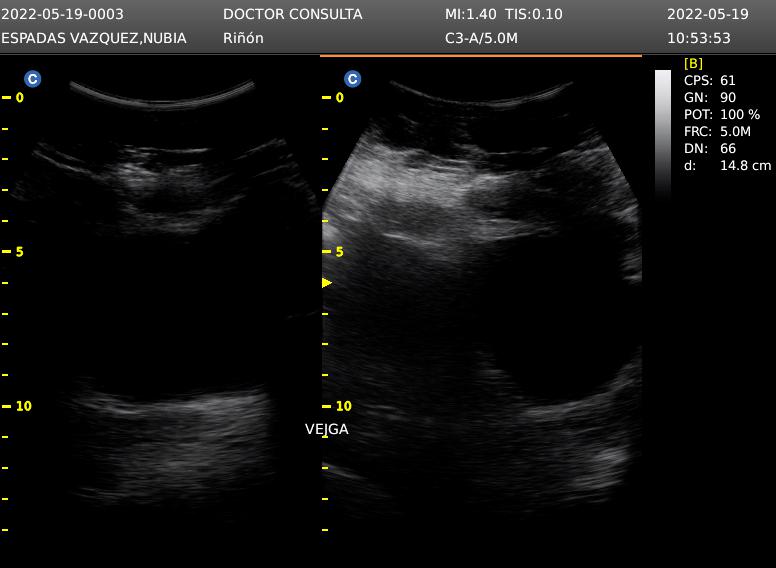 2022-05-19-0003 DOCTOR CONSULTA MI:1.40 TIS:0.10 2022-05-19
ESPADAS VAZQUEZ,NUBIA Riñón C3-A/5.0M 10:53:53
[B]
CPS: 61
GN: 90
POT: 100 %
FRC: 5.0M
DN: 66
d: 14.8 cm
C C
0 0
5 5
10 10
VEJGA